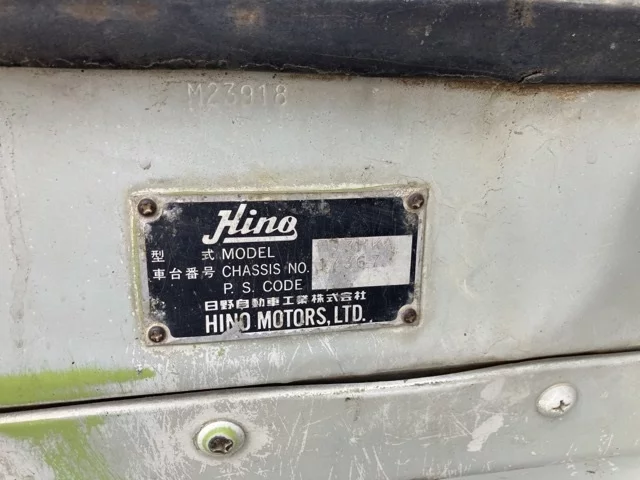 M23918
Hino
型 式 MODEL
車台番号 CHASSIS NO.
P. S. CODE
日野自動車工業株式会社
HINO MOTORS, LTD.